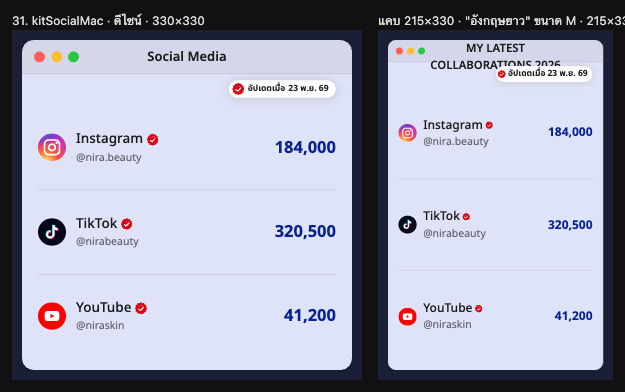 31. kitSocialMac · ดีไซน์ · 330×330
Social Media
อัปเดตเมื่อ 23 พ.ย. 69
Instagram
@nira.beauty
184,000
TikTok
@nirabeauty
320,500
YouTube
@niraskin
41,200
แคบ 215×330 · "อังกฤษยาว" ขนาด M · 215×33
MY LATEST
COLLABORATIONS 2026
อัปเดตเมื่อ 23 พ.ย. 69
Instagram
@nira.beauty
184,000
TikTok
@nirabeauty
320,500
YouTube
@niraskin
41,200